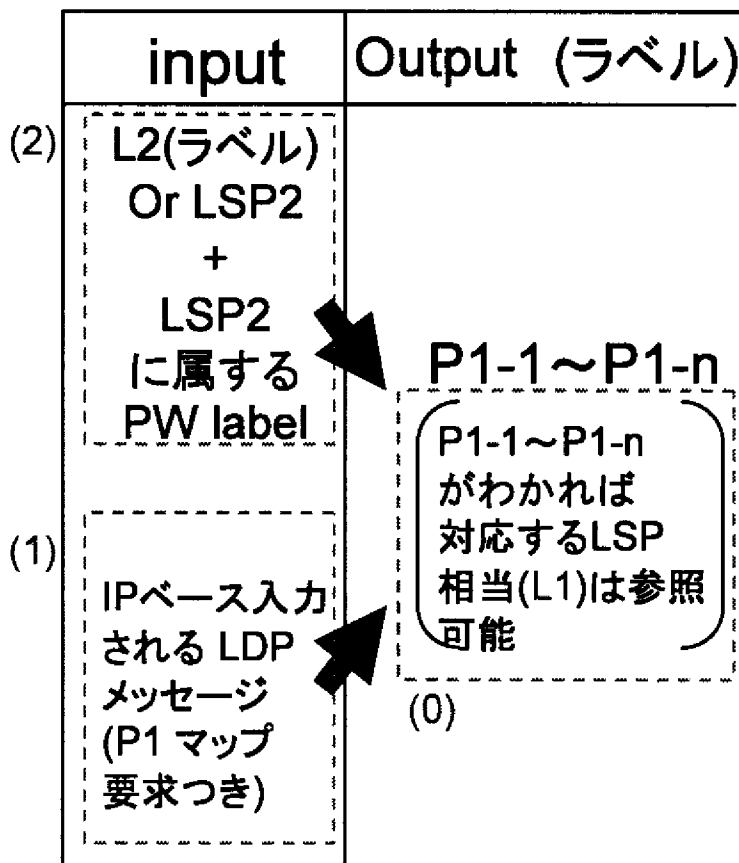 input
Output (ラベル)
(2)
L2(ラベル)
Or LSP2
+
LSP2
に属する
PW label
P1-1～P1-n
P1-1～P1-n
がわかれば
対応するLSP
相当(L1)は参照
可能
(0)
(1)
IPベース入力
される LDP
メッセージ
(P1 マップ
要求つき)